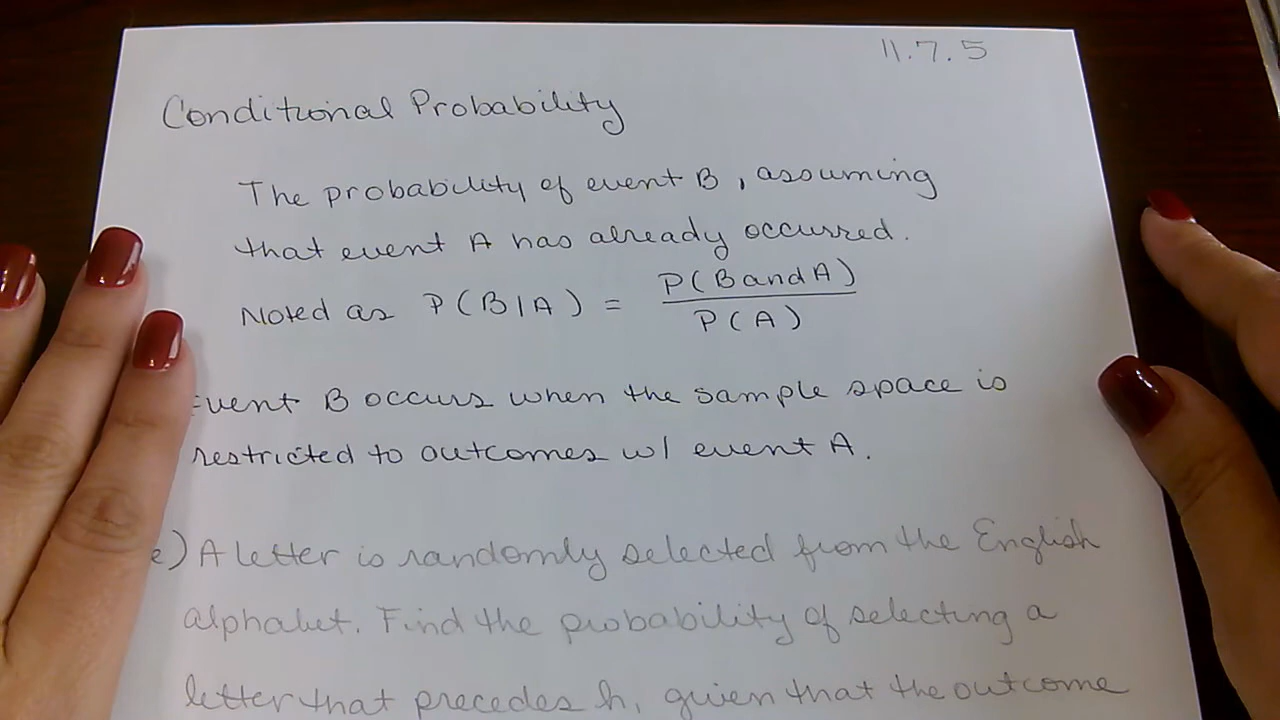 11.7.5
Conditional Probability
The probability of event B, assuming
that event A has already occurred.
Noted as P(B|A) = P(B and A) / P(A)
vent B occurs when the sample space is
restricted to outcomes w/ event A.
e) A letter is randomly selected from the English
alphabet. Find the probability of selecting a
letter that precedes h, given that the outcome